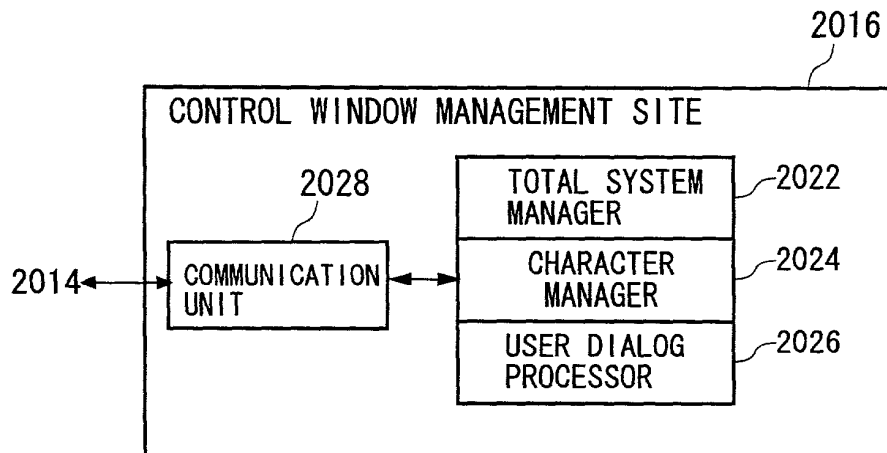 2016
CONTROL WINDOW MANAGEMENT SITE
2028
TOTAL SYSTEM
MANAGER
2022
2014
COMMUNICATION
UNIT
CHARACTER
MANAGER
2024
USER DIALOG
PROCESSOR
2026